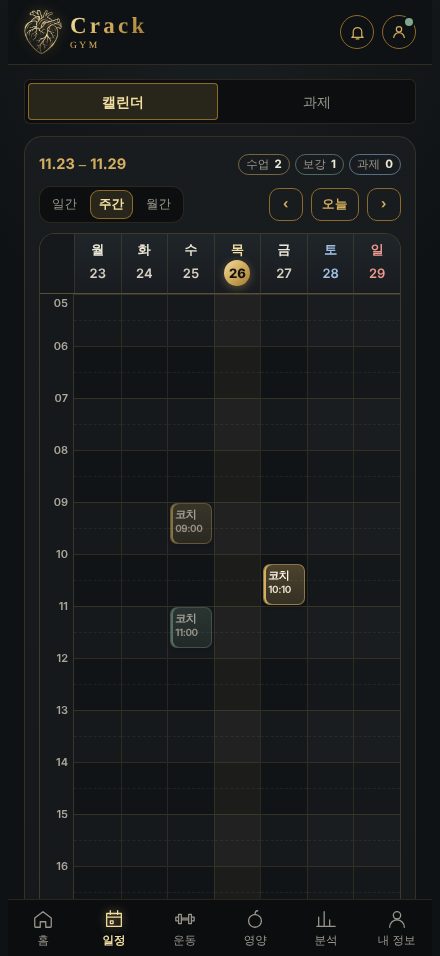 Crack
GYM
캘린더 과제
11.23 – 11.29 수업 2 보강 1 과제 0
일간 주간 월간 ‹ 오늘 ›
월 화 수 목 금 토 일
23 24 25 26 27 28 29
05
06
07
08
09
코치
09:00
10
코치
10:10
11
코치
11:00
12
13
14
15
16
홈 일정 운동 영양 분석 내 정보